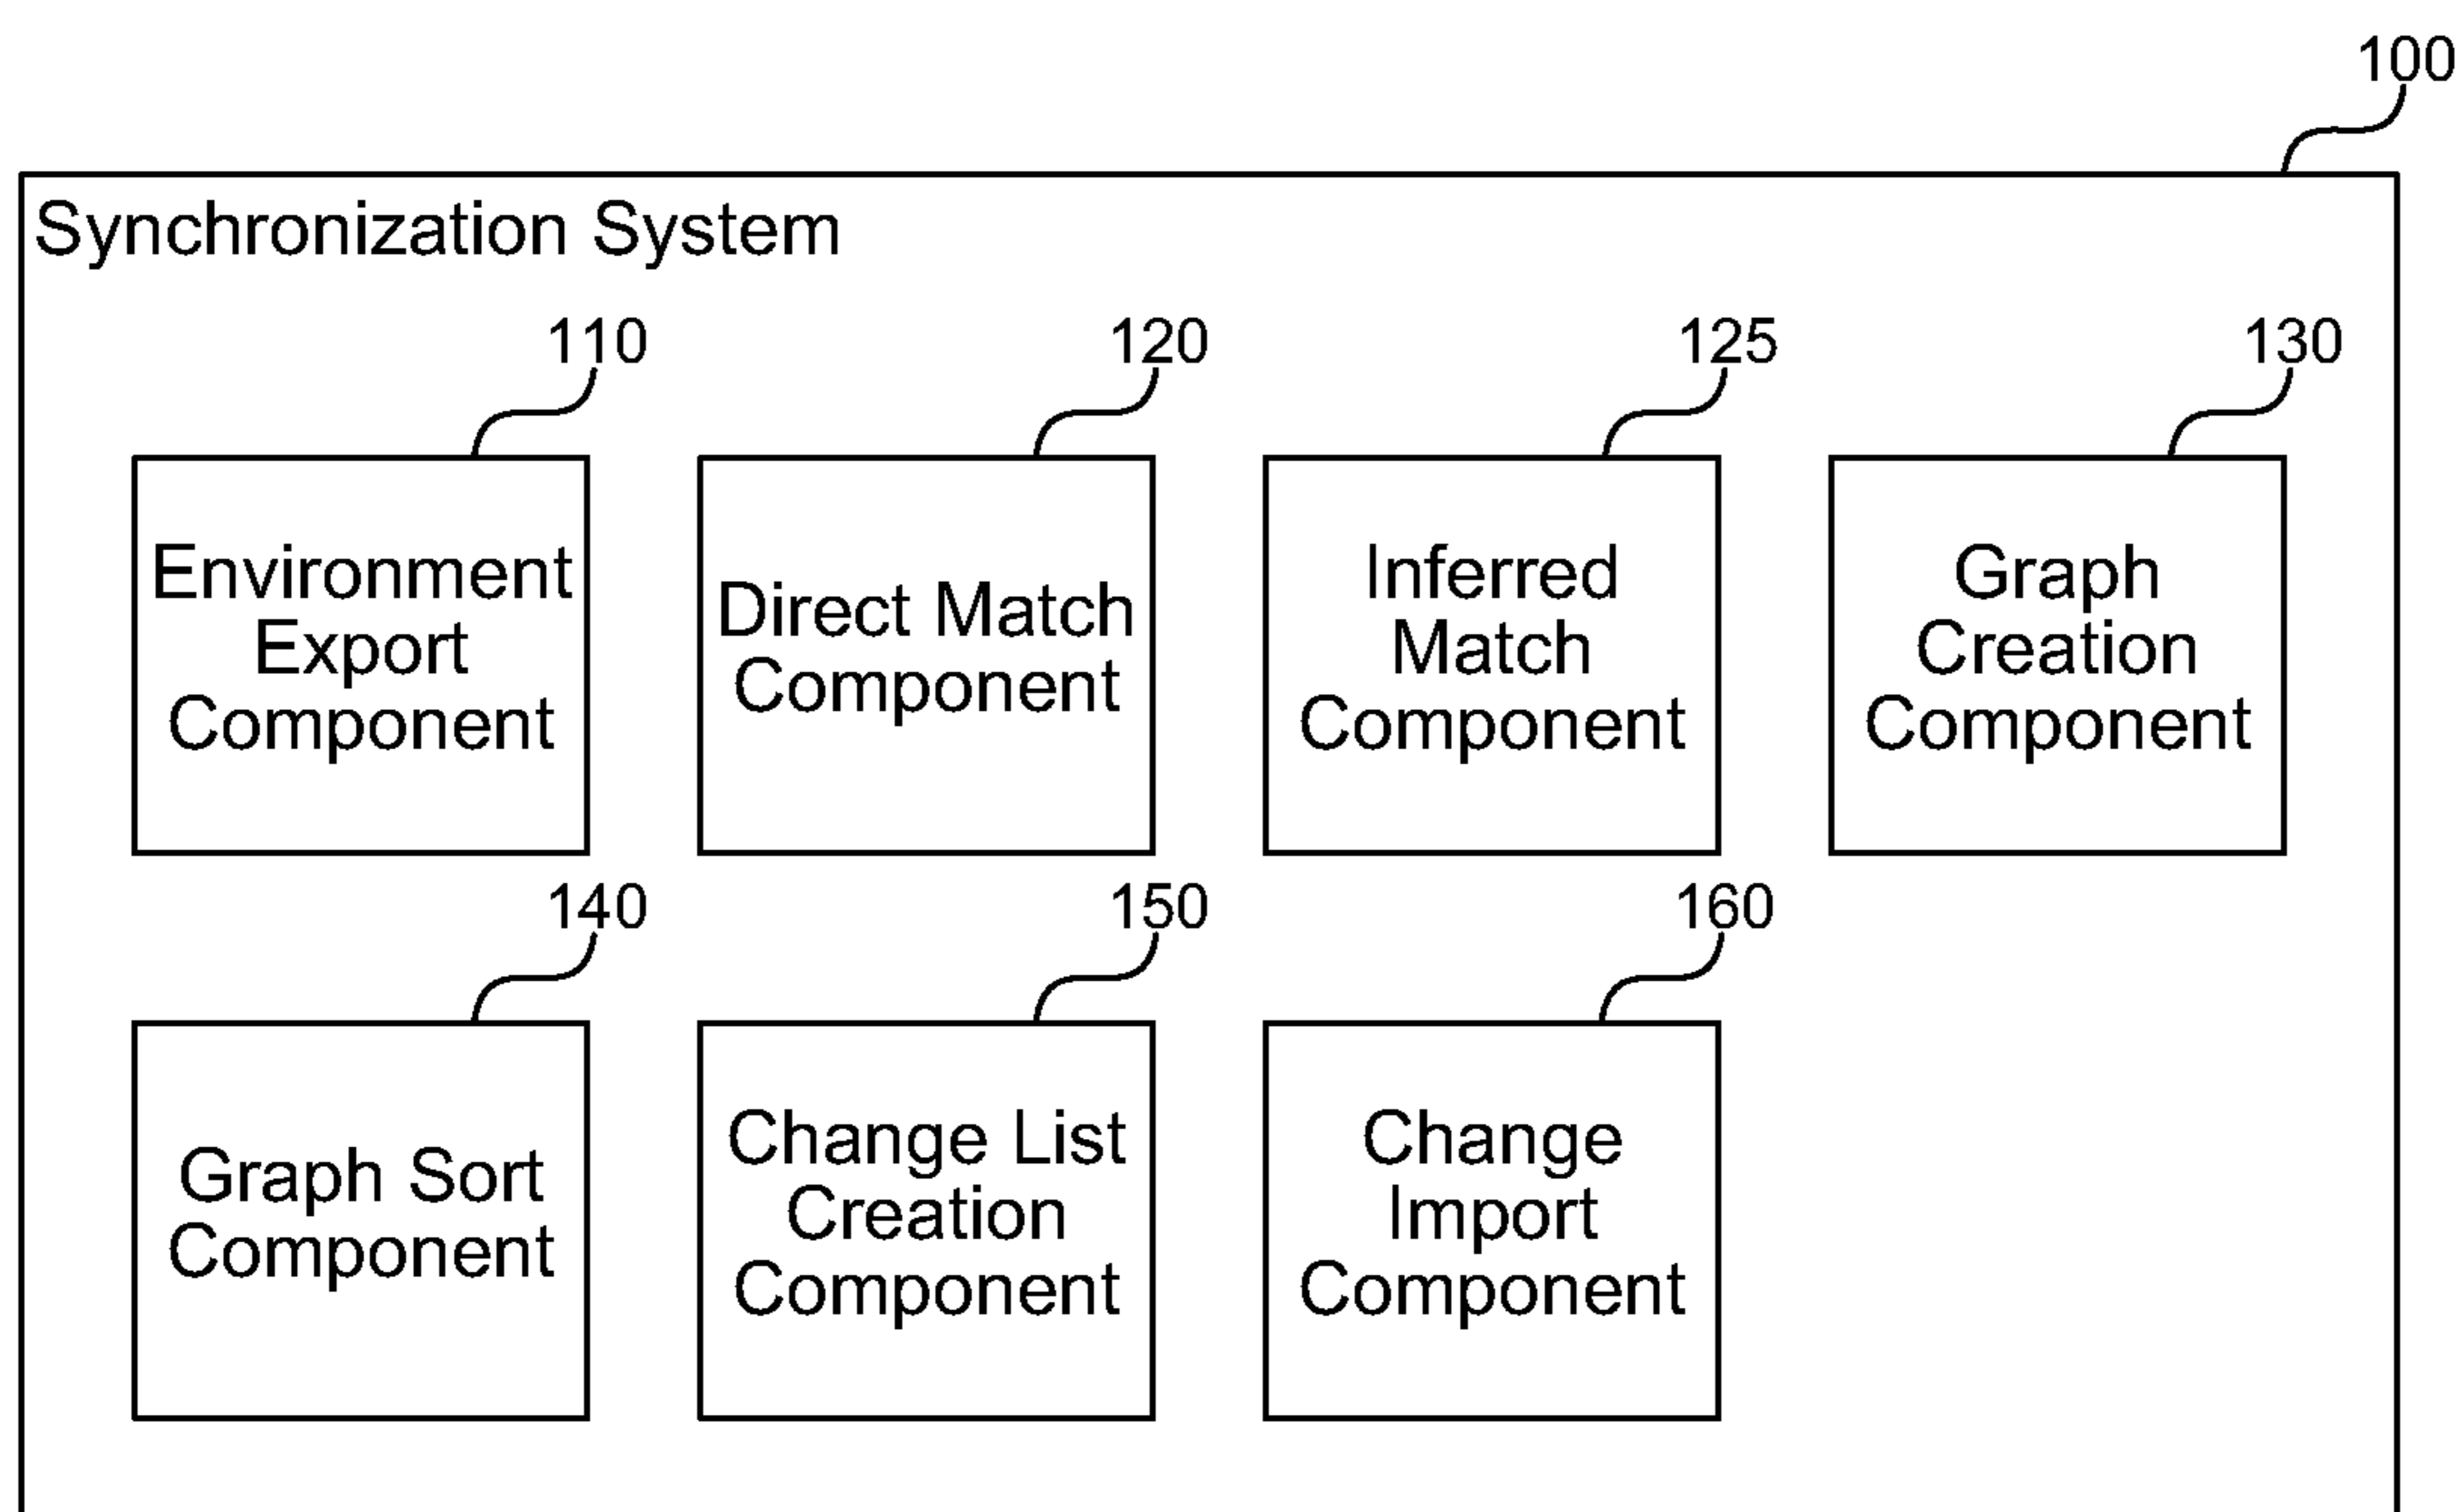 100
Synchronization System
110
120
125
130
Environment
Export
Component
Direct Match
Component
Inferred
Match
Component
Graph
Creation
Component
140
150
160
Graph Sort
Component
Change List
Creation
Component
Change
Import
Component